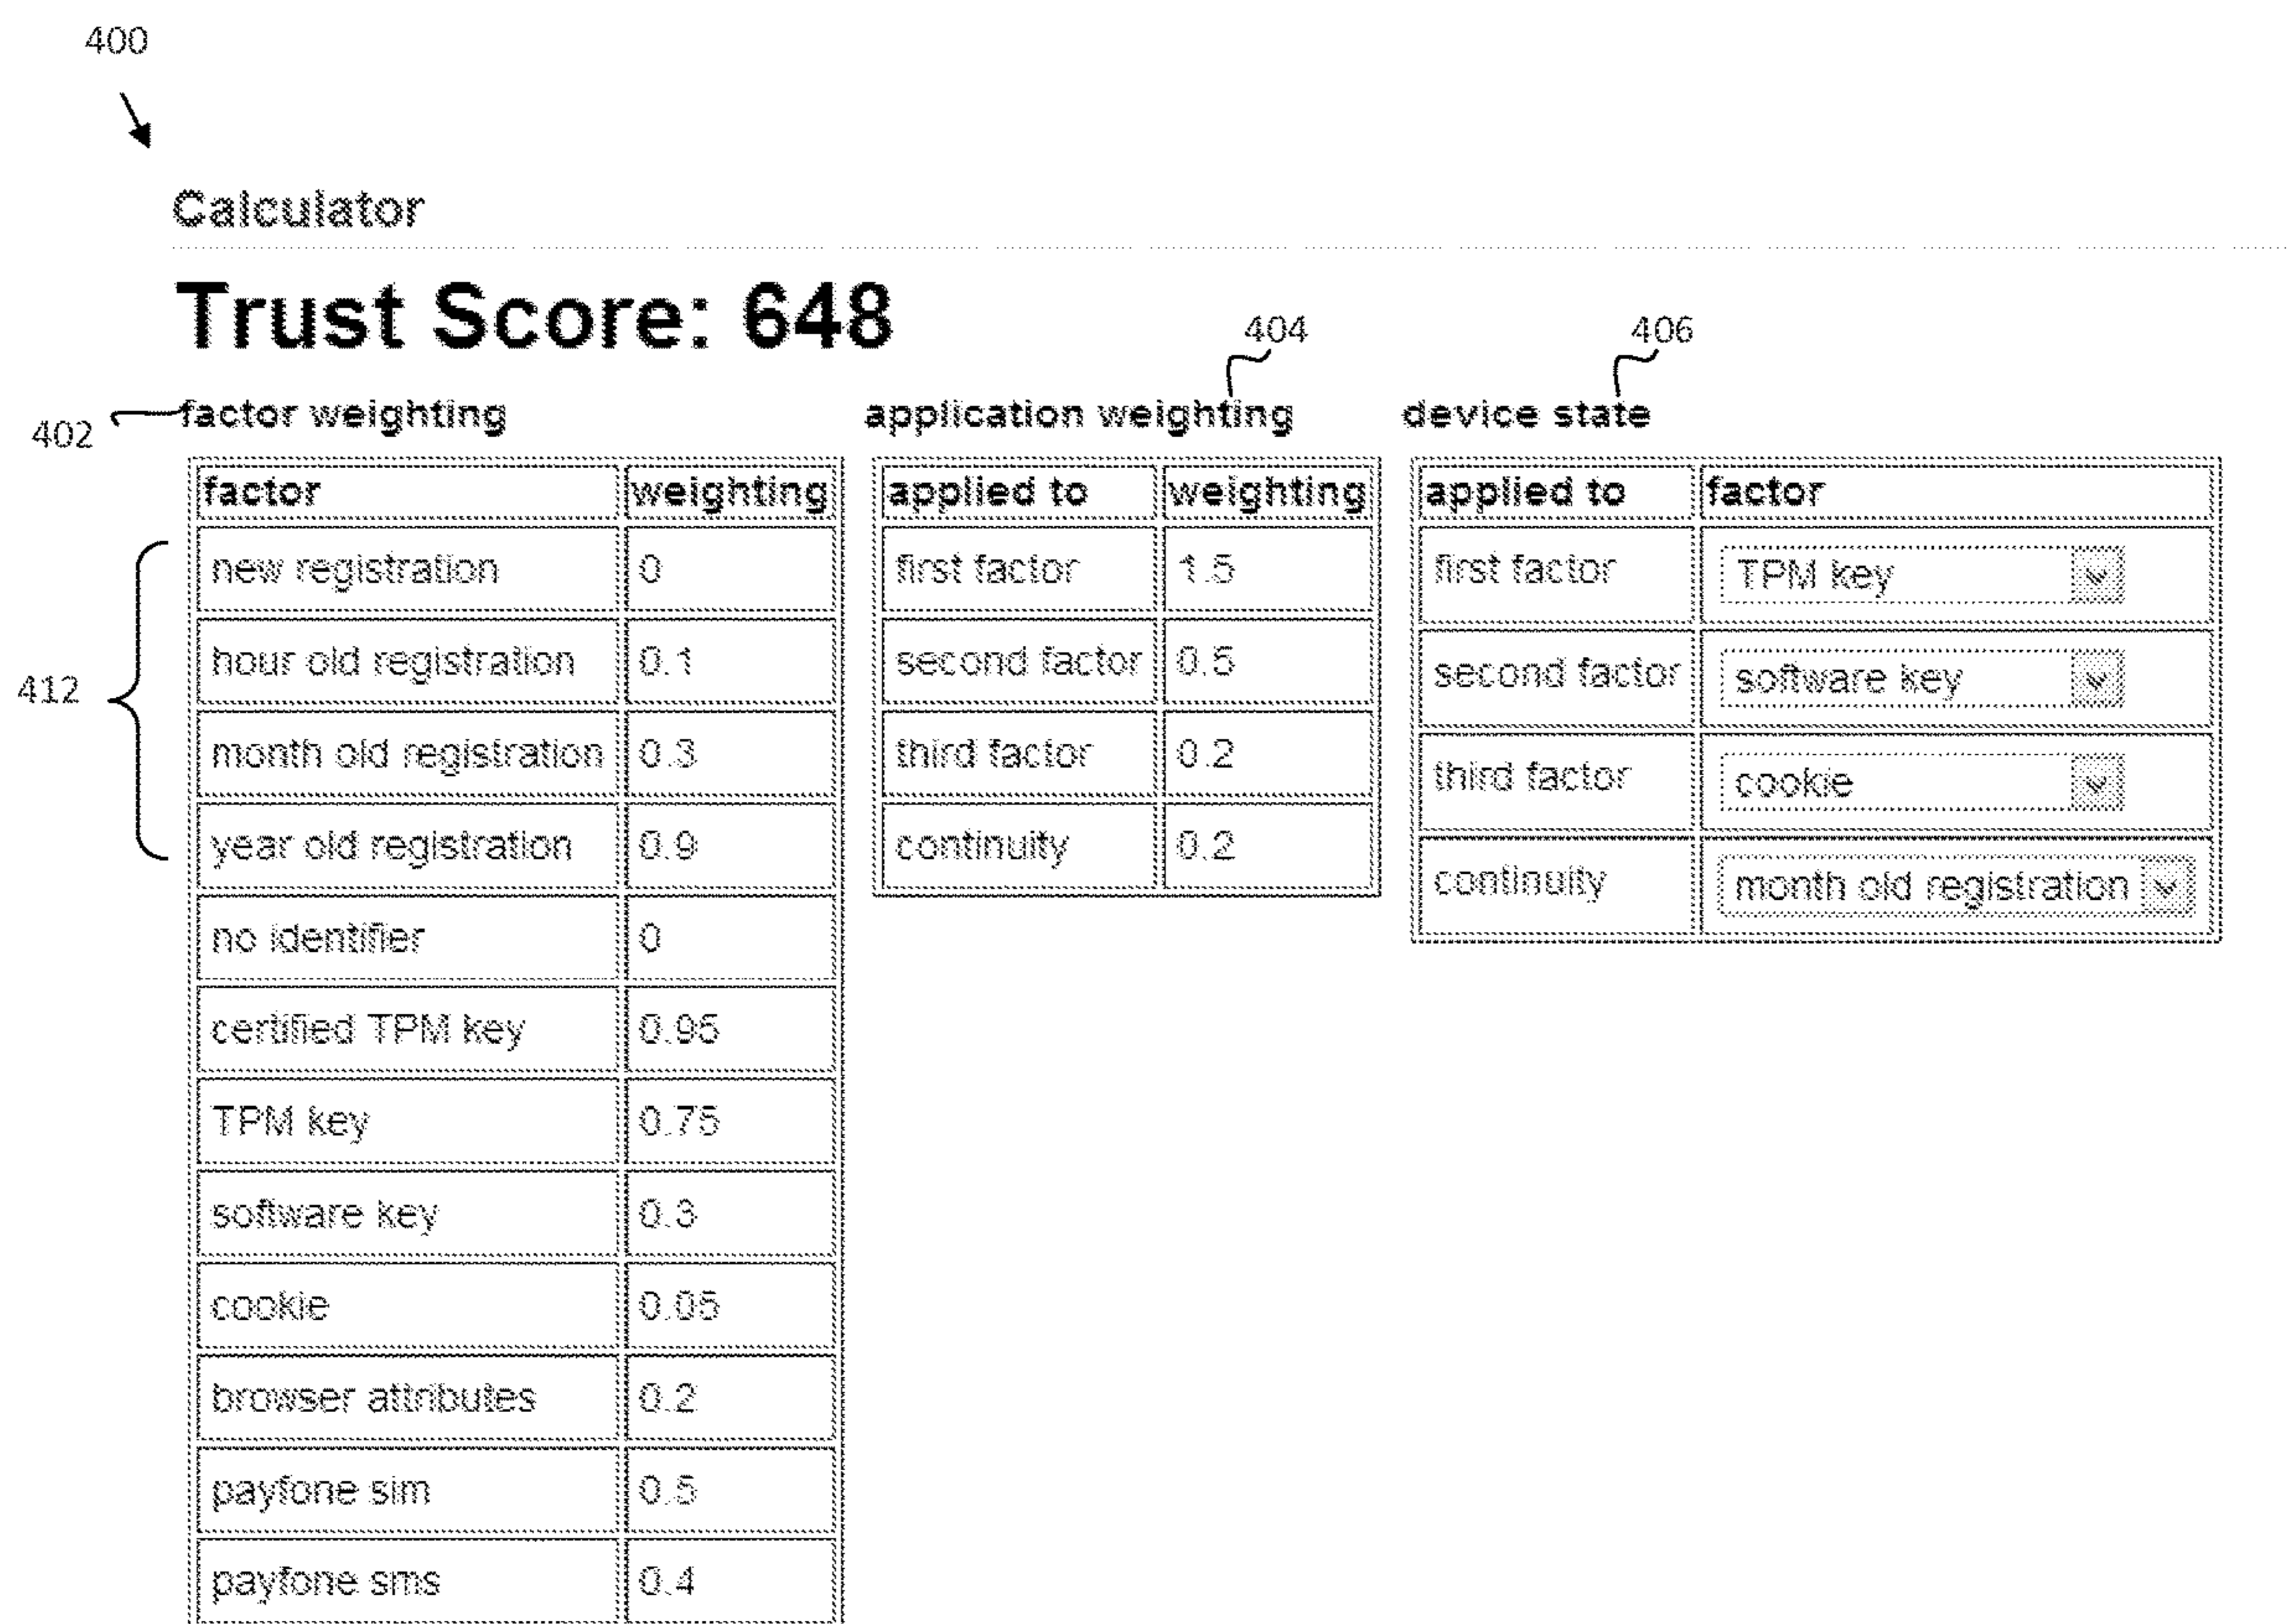 400
Calculator
Trust Score: 648
404
406
402
factor weighting
application weighting
device state
factor weighting
new registration 0
hour old registration 0.1
month old registration 0.3
year old registration 0.9
no identifier 0
certified TPM key 0.95
TPM key 0.75
software key 0.3
cookie 0.05
browser attributes 0.2
payfone sim 0.5
payfone sms 0.4
412
applied to weighting
first factor 1.5
second factor 0.5
third factor 0.2
continuity 0.2
applied to factor
first factor TPM key
second factor software key
third factor cookie
continuity month old registration